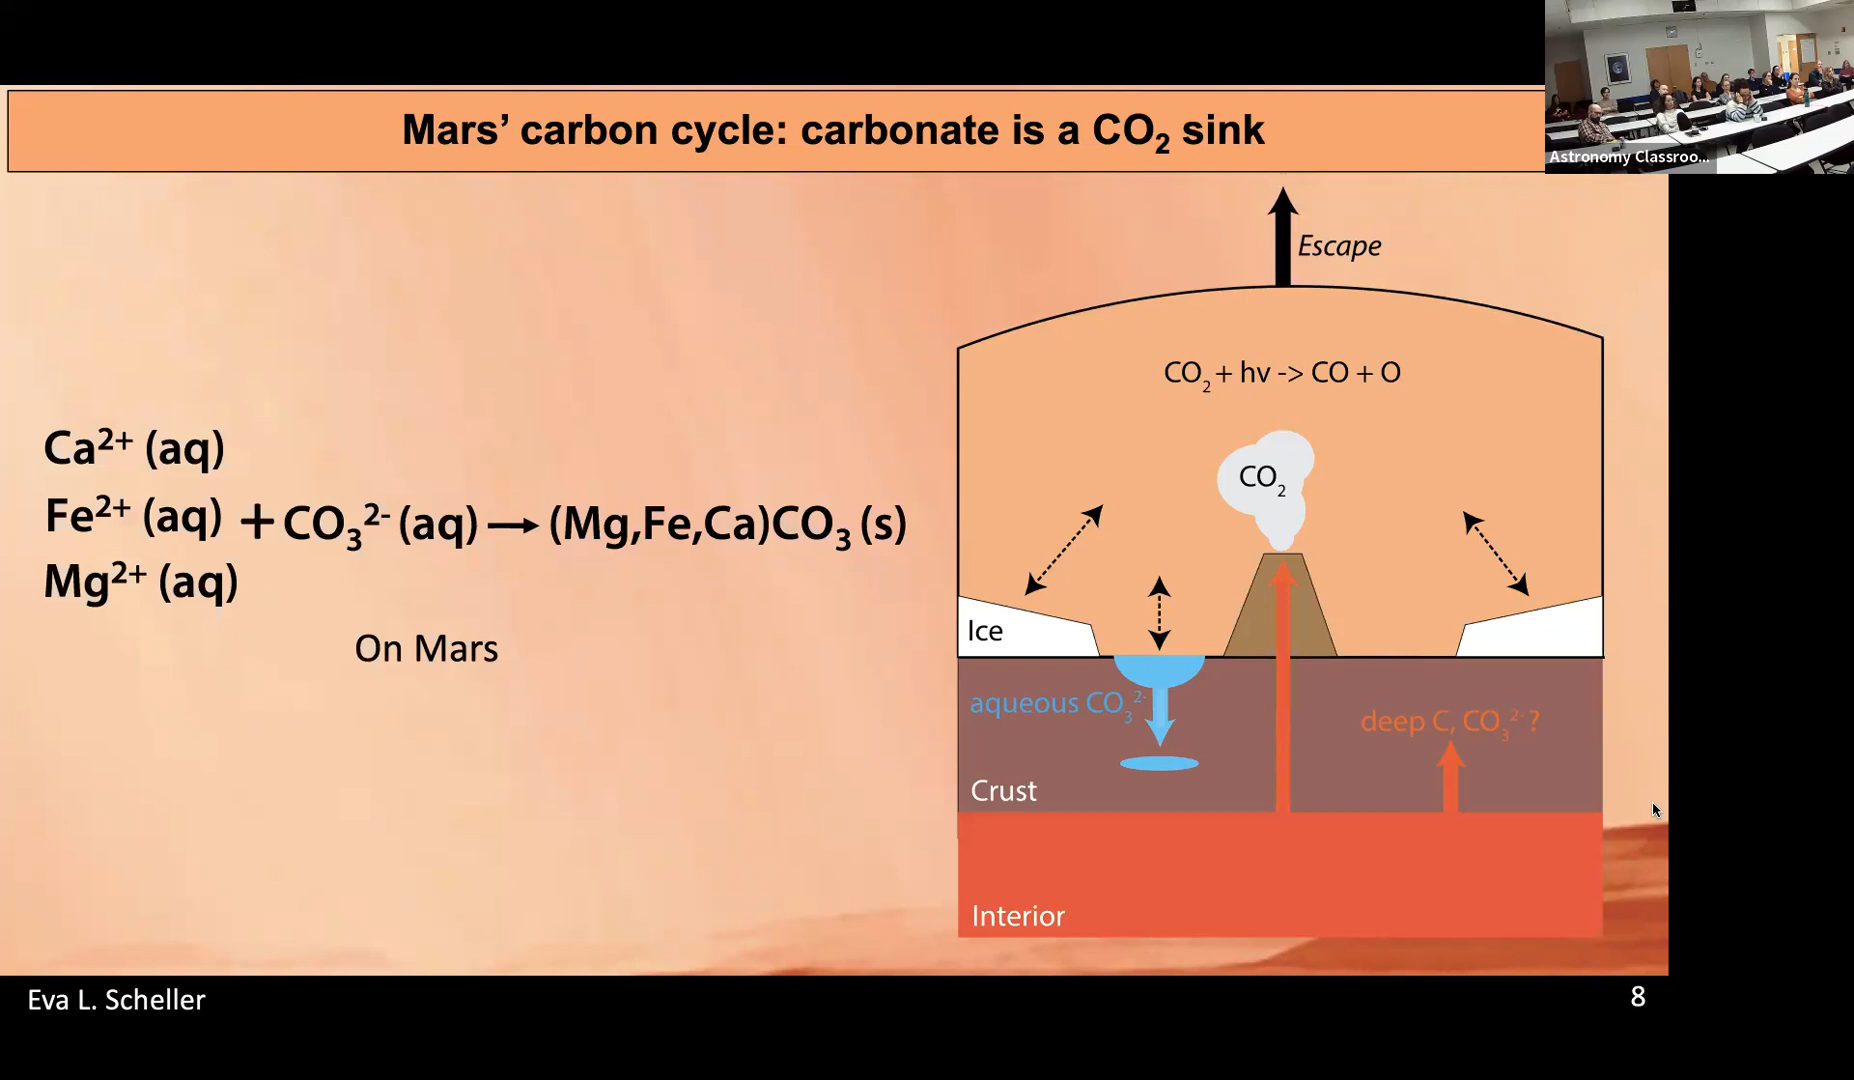 Mars’ carbon cycle: carbonate is a CO₂ sink
Astronomy Classroo...
Escape
CO₂ + hv -> CO + O
CO₂
Ca²⁺ (aq)
Fe²⁺ (aq) + CO₃²⁻ (aq) → (Mg,Fe,Ca)CO₃ (s)
Mg²⁺ (aq)
On Mars
Ice
aqueous CO₃²⁻
deep C, CO₃²⁻ ?
Crust
Interior
Eva L. Scheller
8